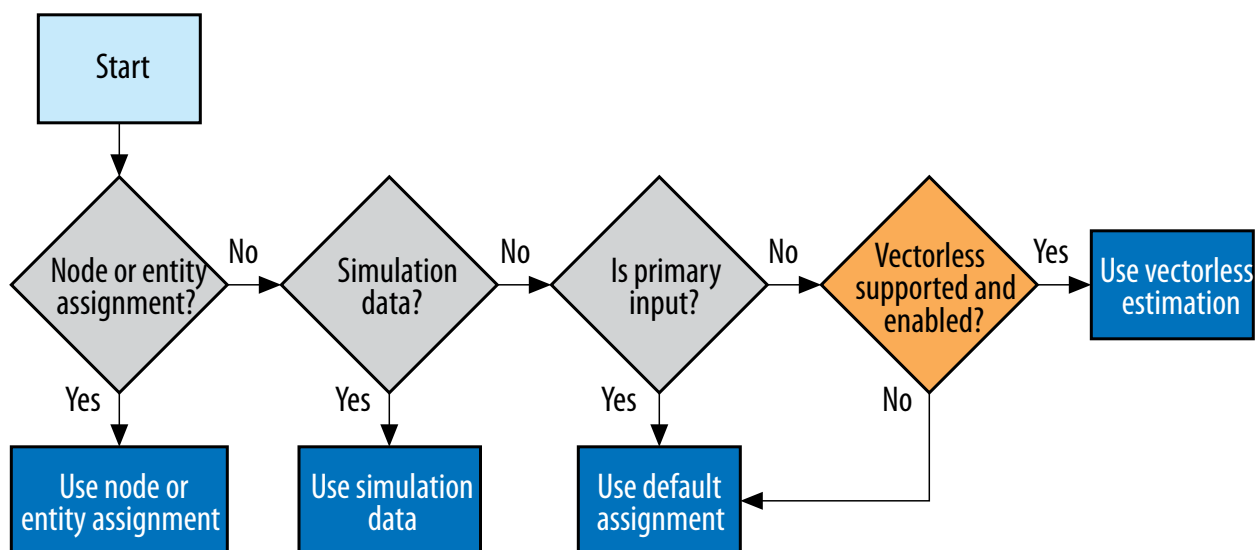 Start
Node or entity
assignment?
No
Simulation
data?
No
Is primary
input?
No
Vectorless
supported and
enabled?
Yes
Use vectorless
estimation
Yes
Yes
Yes
No
Use node or
entity assignment
Use simulation
data
Use default
assignment